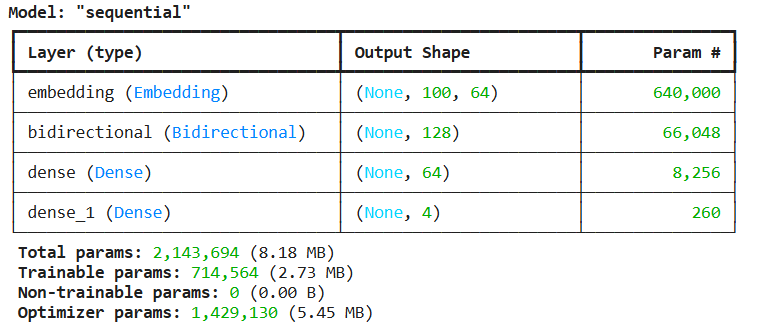 Model: "sequential"
Layer (type) Output Shape Param #
embedding (Embedding) (None, 100, 64) 640,000
bidirectional (Bidirectional) (None, 128) 66,048
dense (Dense) (None, 64) 8,256
dense_1 (Dense) (None, 4) 260
Total params: 2,143,694 (8.18 MB)
Trainable params: 714,564 (2.73 MB)
Non-trainable params: 0 (0.00 B)
Optimizer params: 1,429,130 (5.45 MB)